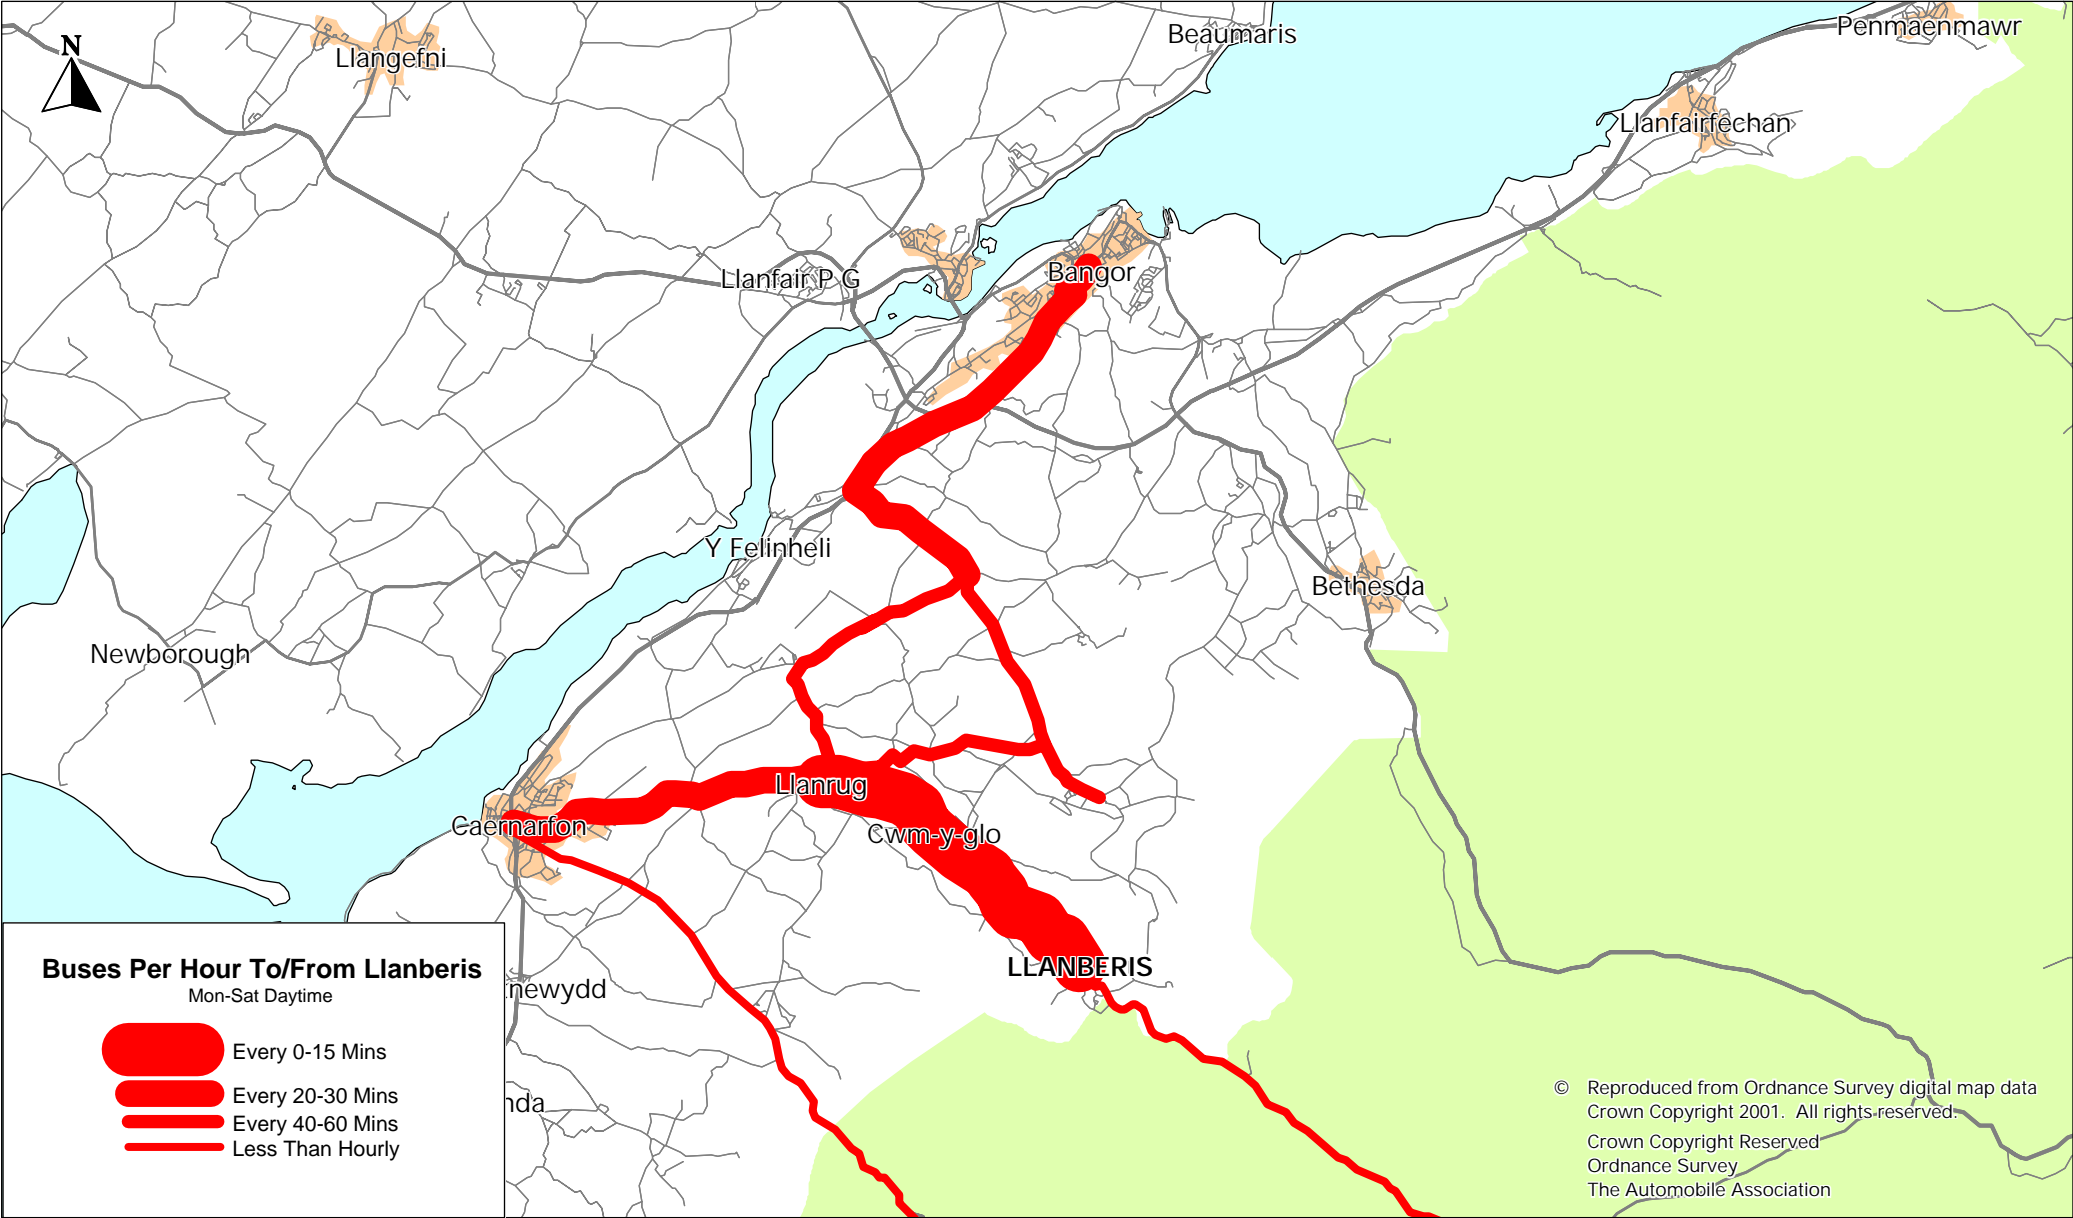 N
Llangefni
Beaumaris
Penmaenmawr
Llanfairfechan
Llanfair P G
Bangor
Y Felinheli
Bethesda
Newborough
Llanrug
Caernarfon
Cwm-y-glo
LLANBERIS
Buses Per Hour To/From Llanberis
Mon-Sat Daytime
Every 0-15 Mins
Every 20-30 Mins
Every 40-60 Mins
Less Than Hourly
newydd
nda
© Reproduced from Ordnance Survey digital map data
Crown Copyright 2001. All rights reserved.
Crown Copyright Reserved
Ordnance Survey
The Automobile Association